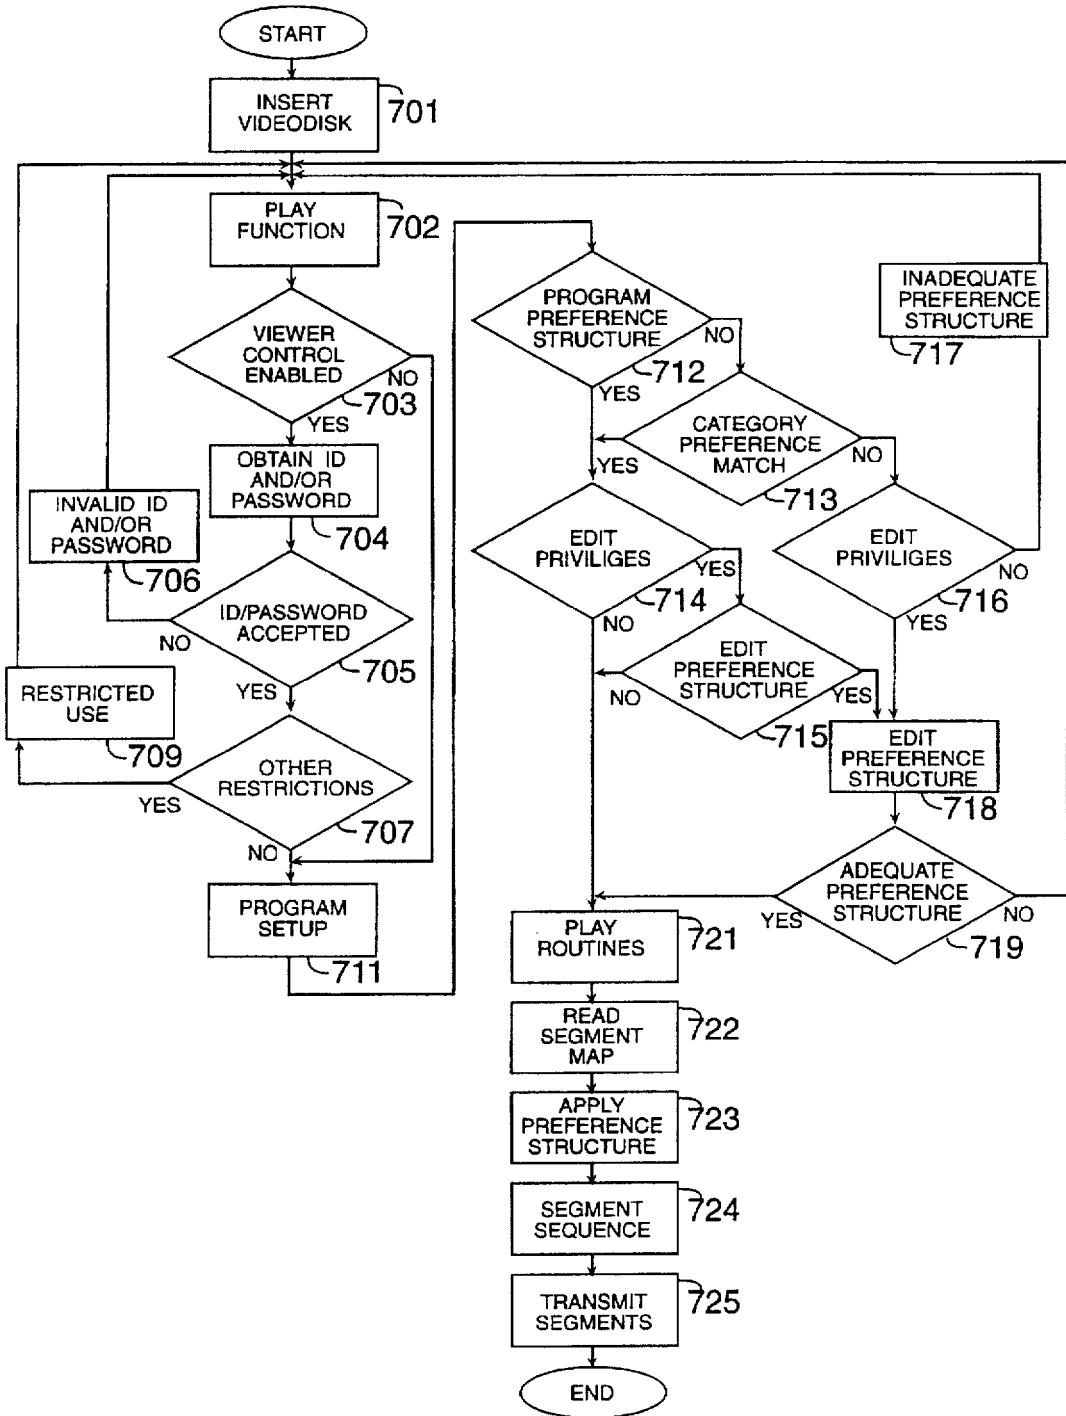 START
INSERT
VIDEODISK
701
PLAY
FUNCTION
702
VIEWER
CONTROL
ENABLED
NO
703
YES
OBTAIN ID
AND/OR
PASSWORD
704
INVALID ID
AND/OR
PASSWORD
706
ID/PASSWORD
ACCEPTED
NO
705
YES
RESTRICTED
USE
709
OTHER
RESTRICTIONS
YES
707
NO
PROGRAM
SETUP
711
PROGRAM
PREFERENCE
STRUCTURE
NO
712
YES
INADEQUATE
PREFERENCE
STRUCTURE
717
CATEGORY
PREFERENCE
MATCH
YES
NO
713
EDIT
PRIVILIGES
YES
714
NO
EDIT
PRIVILIGES
NO
716
YES
EDIT
PREFERENCE
STRUCTURE
NO
YES
715
EDIT
PREFERENCE
STRUCTURE
718
ADEQUATE
PREFERENCE
STRUCTURE
YES
NO
719
PLAY
ROUTINES
721
READ
SEGMENT
MAP
722
APPLY
PREFERENCE
STRUCTURE
723
SEGMENT
SEQUENCE
724
TRANSMIT
SEGMENTS
725
END